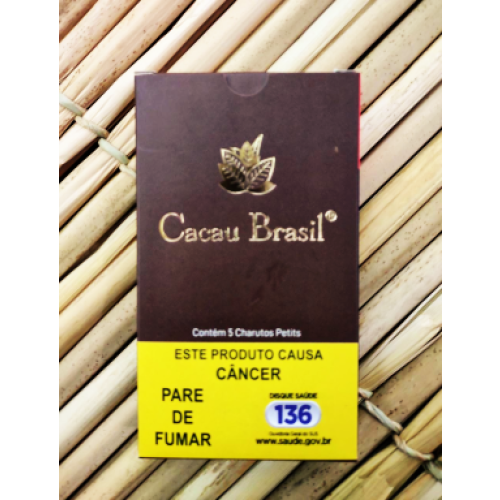 Cacau Brasil®
Contém 5 Charutos Petits
ESTE PRODUTO CAUSA
CÂNCER
PARE
DE
FUMAR
DISQUE SAÚDE
136
www.saude.gov.br